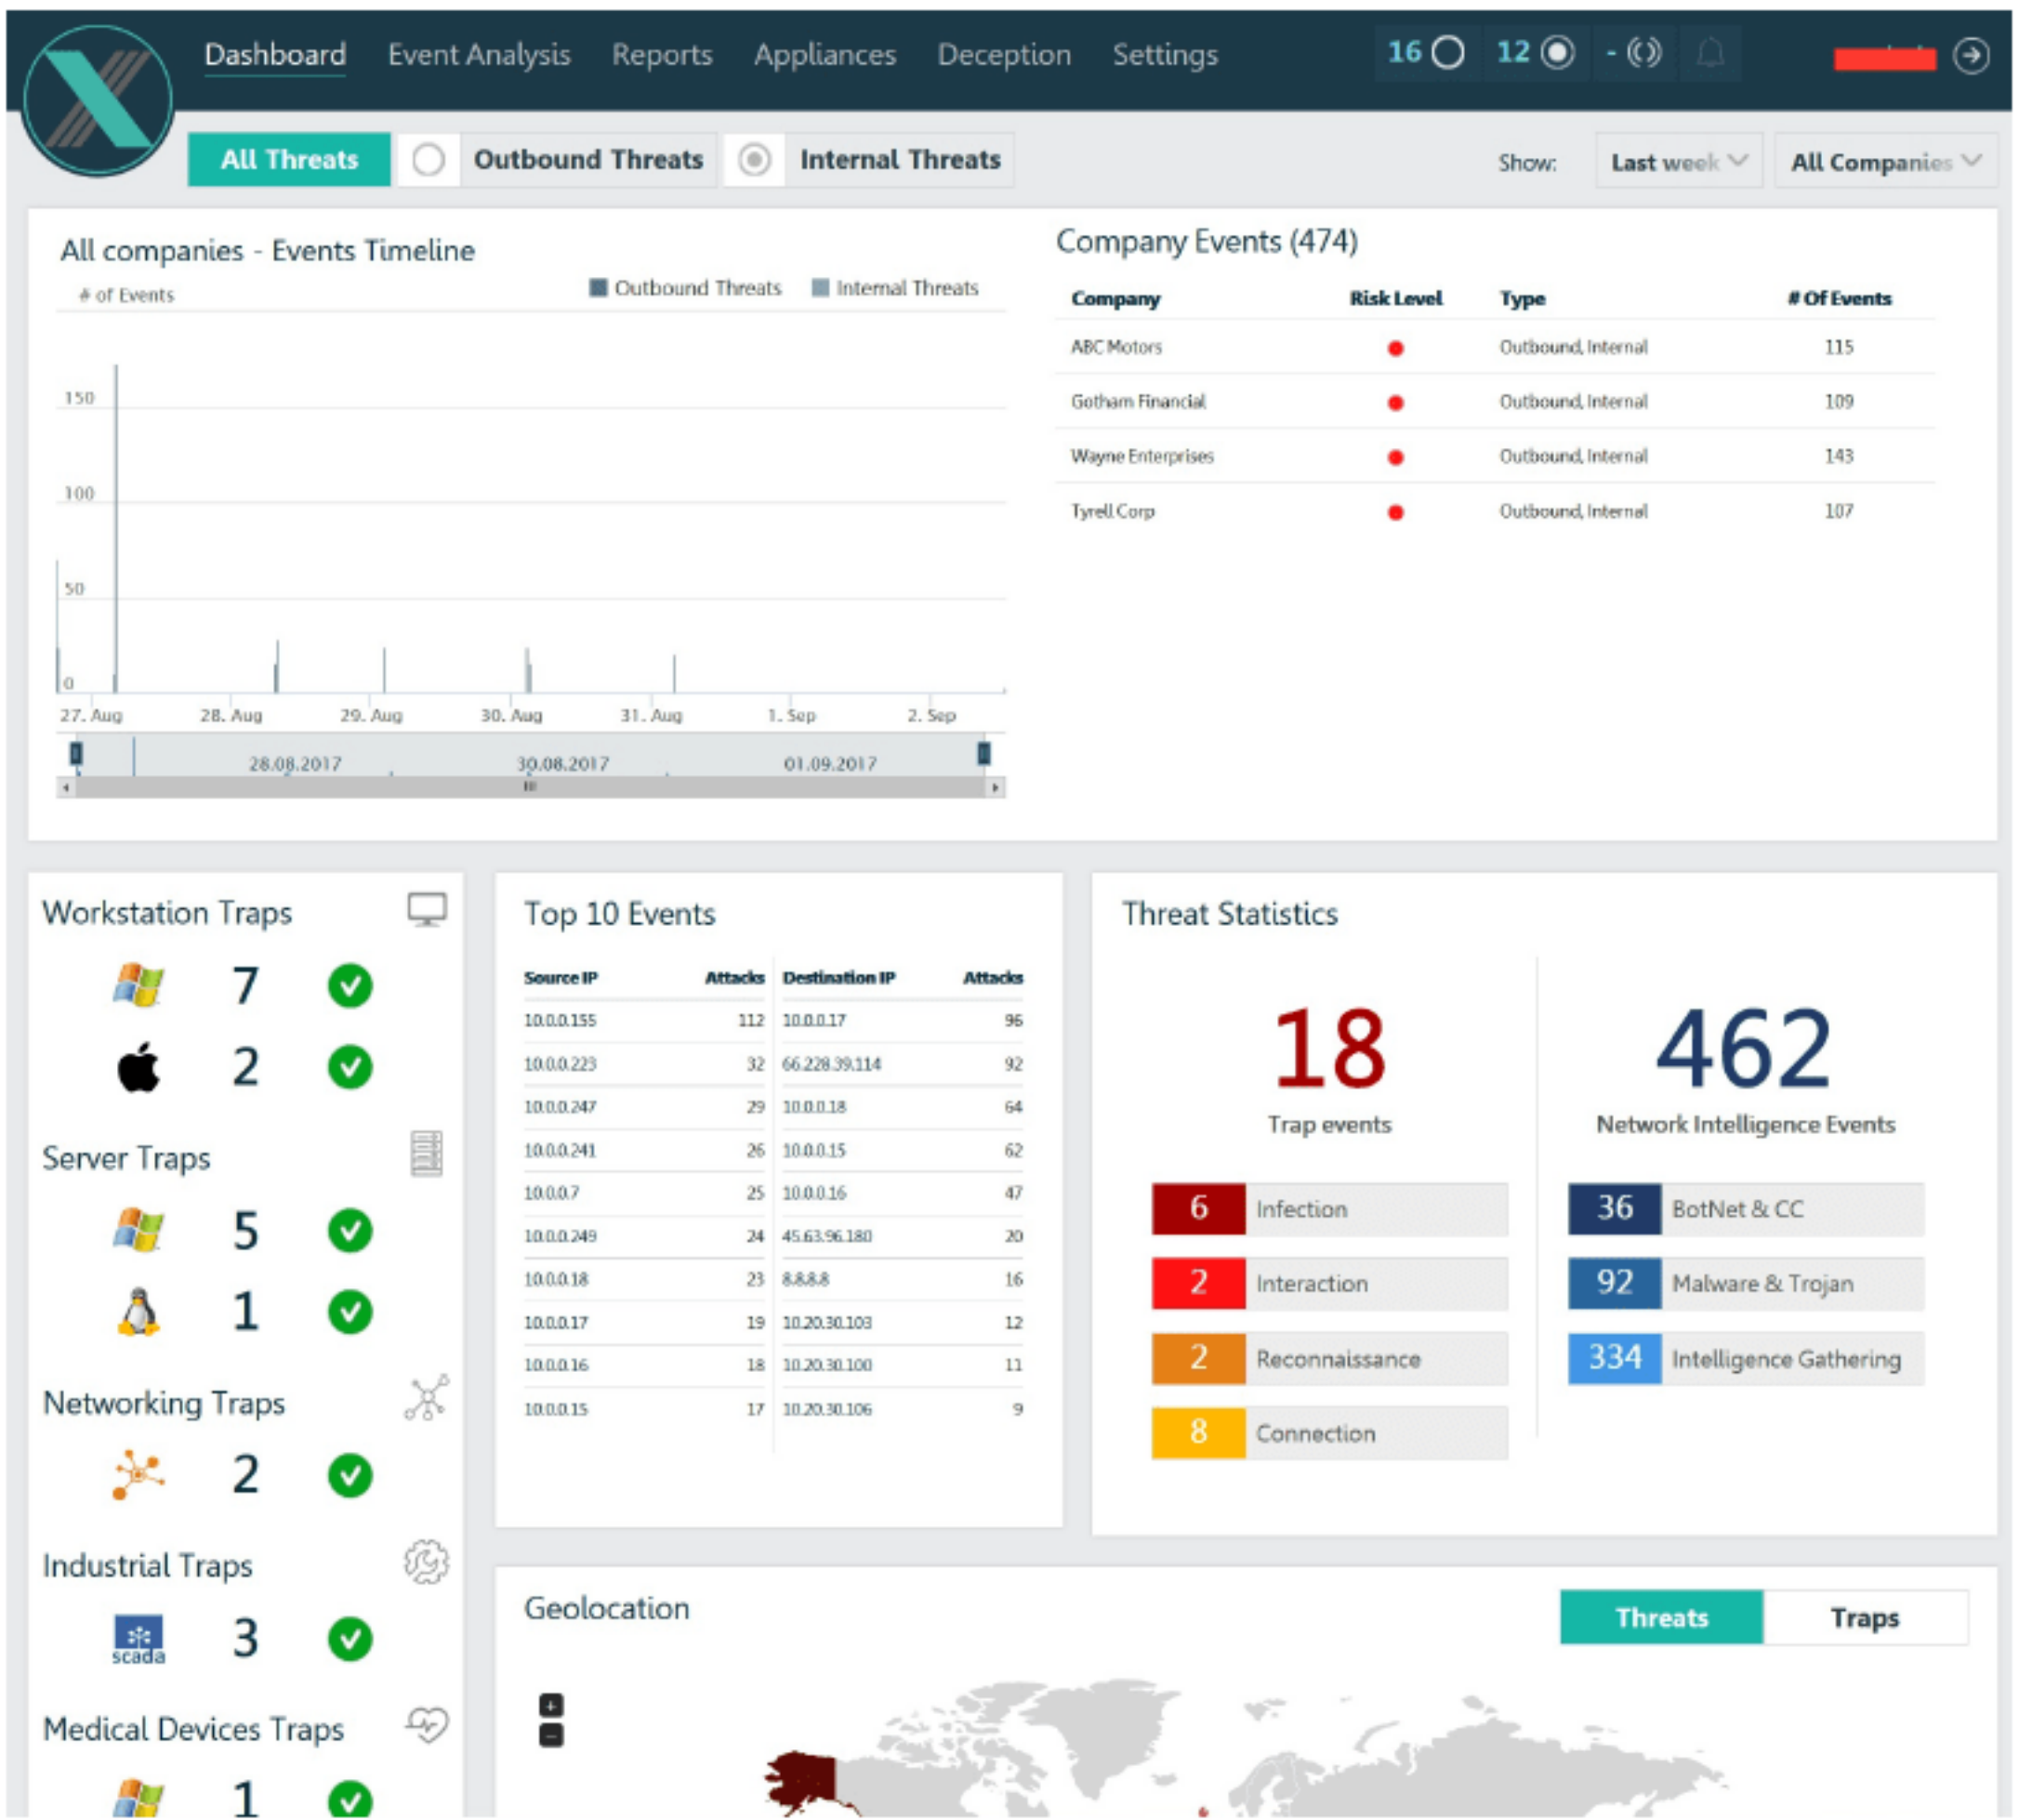 Dashboard Event Analysis Reports Appliances Deception Settings 16 12 -
All Threats Outbound Threats Internal Threats Show: Last week All Companies
All companies - Events Timeline
# of Events Outbound Threats Internal Threats
150
100
50
0
27. Aug 28. Aug 29. Aug 30. Aug 31. Aug 1. Sep 2. Sep
28.08.2017 30.08.2017 01.09.2017
Company Events (474)
Company Risk Level Type # Of Events
ABC Motors Outbound, Internal 115
Gotham Financial Outbound, Internal 109
Wayne Enterprises Outbound, Internal 143
Tyrell Corp Outbound, Internal 107
Workstation Traps
7
2
Server Traps
5
1
Networking Traps
2
Industrial Traps
scada 3
Medical Devices Traps
1
Top 10 Events
Source IP Attacks Destination IP Attacks
10.0.0.155 112 10.0.0.17 96
10.0.0.223 32 66.228.39.114 92
10.0.0.247 29 10.0.0.18 64
10.0.0.241 26 10.0.0.15 62
10.0.0.7 25 10.0.0.16 47
10.0.0.249 24 45.63.96.180 20
10.0.0.18 23 8.8.8.8 16
10.0.0.17 19 10.20.30.103 12
10.0.0.16 18 10.20.30.100 11
10.0.0.15 17 10.20.30.106 9
Threat Statistics
18
Trap events
6 Infection
2 Interaction
2 Reconnaissance
8 Connection
462
Network Intelligence Events
36 BotNet & CC
92 Malware & Trojan
334 Intelligence Gathering
Geolocation Threats Traps
+
−